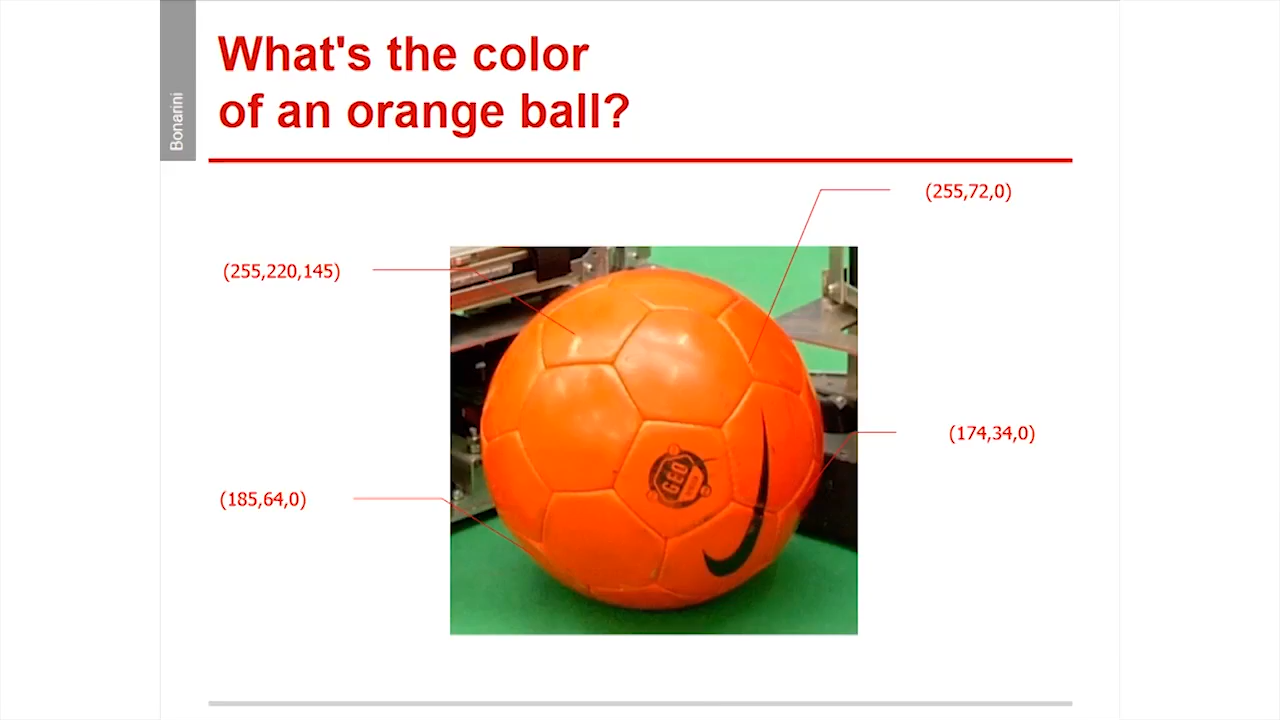 What's the color
of an orange ball?
Bonarini
(255,72,0)
(255,220,145)
(174,34,0)
(185,64,0)
GEO